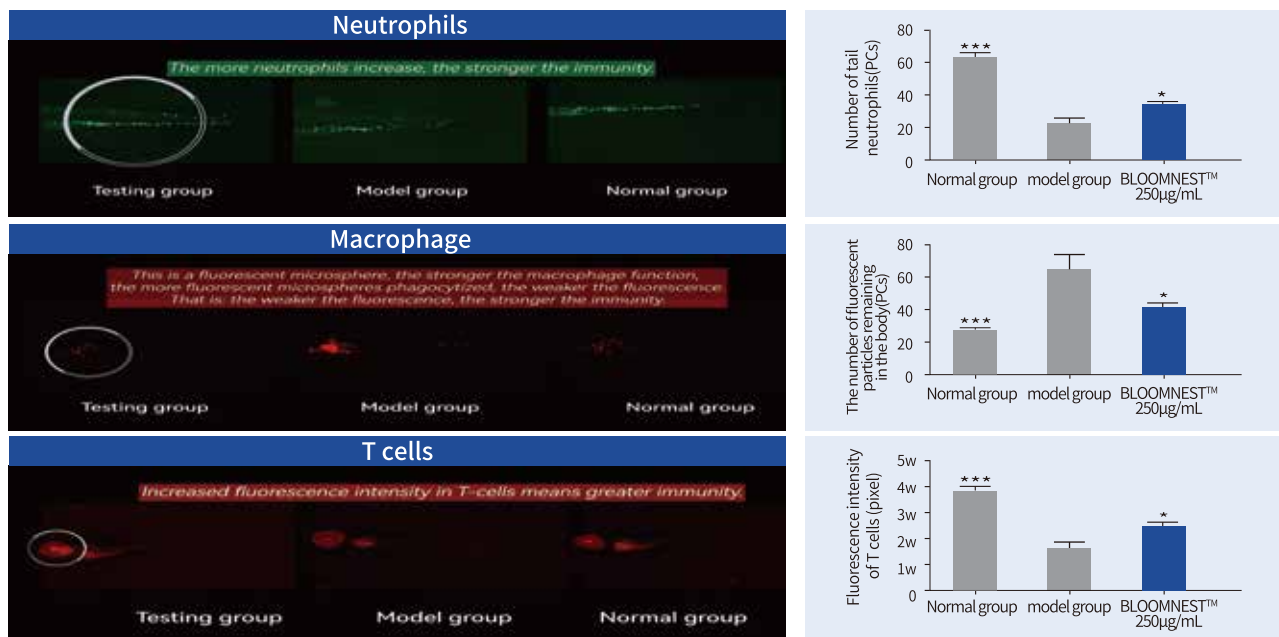 Neutrophils
The more neutrophils increase, the stronger the immunity.
Testing group
Model group
Normal group
Number of tail
neutrophils(PCs)
80
60
40
20
0
***
*
Normal group
model group
BLOOMNEST™
250μg/mL
Macrophage
This is a fluorescent microsphere, the stronger the macrophage function,
the more fluorescent microspheres phagocytized, the weaker the fluorescence
That is: the weaker the fluorescence, the stronger the immunity.
Testing group
Model group
Normal group
The number of fluorescent
particles remaining
in the body(PCs)
80
60
40
20
0
***
*
Normal group
model group
BLOOMNEST™
250μg/mL
T cells
Increased fluorescence intensity in T-cells means greater immunity.
Testing group
Model group
Normal group
Fluorescence intensity
of T cells (pixel)
5w
4w
3w
2w
1w
0
***
*
Normal group
model group
BLOOMNEST™
250μg/mL